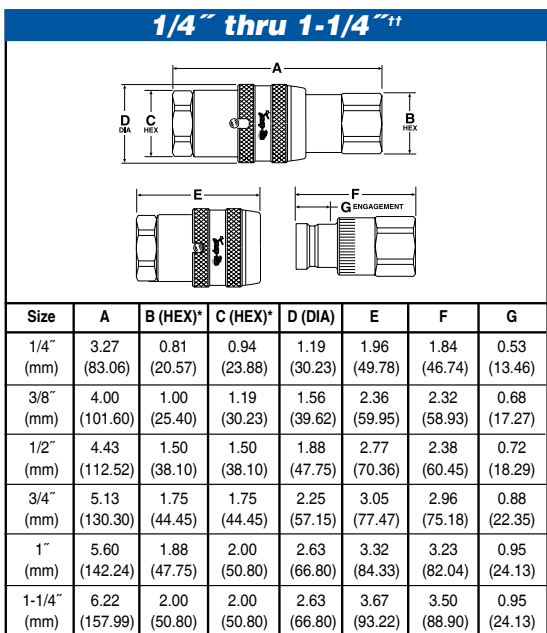 1/4˝ thru 1-1/4˝††
A
D
DIA
C
HEX
B
HEX
E
F
G ENGAGEMENT
Size A B (HEX)* C (HEX)* D (DIA) E F G
1/4˝ 3.27 0.81 0.94 1.19 1.96 1.84 0.53
(mm) (83.06) (20.57) (23.88) (30.23) (49.78) (46.74) (13.46)
3/8˝ 4.00 1.00 1.19 1.56 2.36 2.32 0.68
(mm) (101.60) (25.40) (30.23) (39.62) (59.95) (58.93) (17.27)
1/2˝ 4.43 1.50 1.50 1.88 2.77 2.38 0.72
(mm) (112.52) (38.10) (38.10) (47.75) (70.36) (60.45) (18.29)
3/4˝ 5.13 1.75 1.75 2.25 3.05 2.96 0.88
(mm) (130.30) (44.45) (44.45) (57.15) (77.47) (75.18) (22.35)
1˝ 5.60 1.88 2.00 2.63 3.32 3.23 0.95
(mm) (142.24) (47.75) (50.80) (66.80) (84.33) (82.04) (24.13)
1-1/4˝ 6.22 2.00 2.00 2.63 3.67 3.50 0.95
(mm) (157.99) (50.80) (50.80) (66.80) (93.22) (88.90) (24.13)